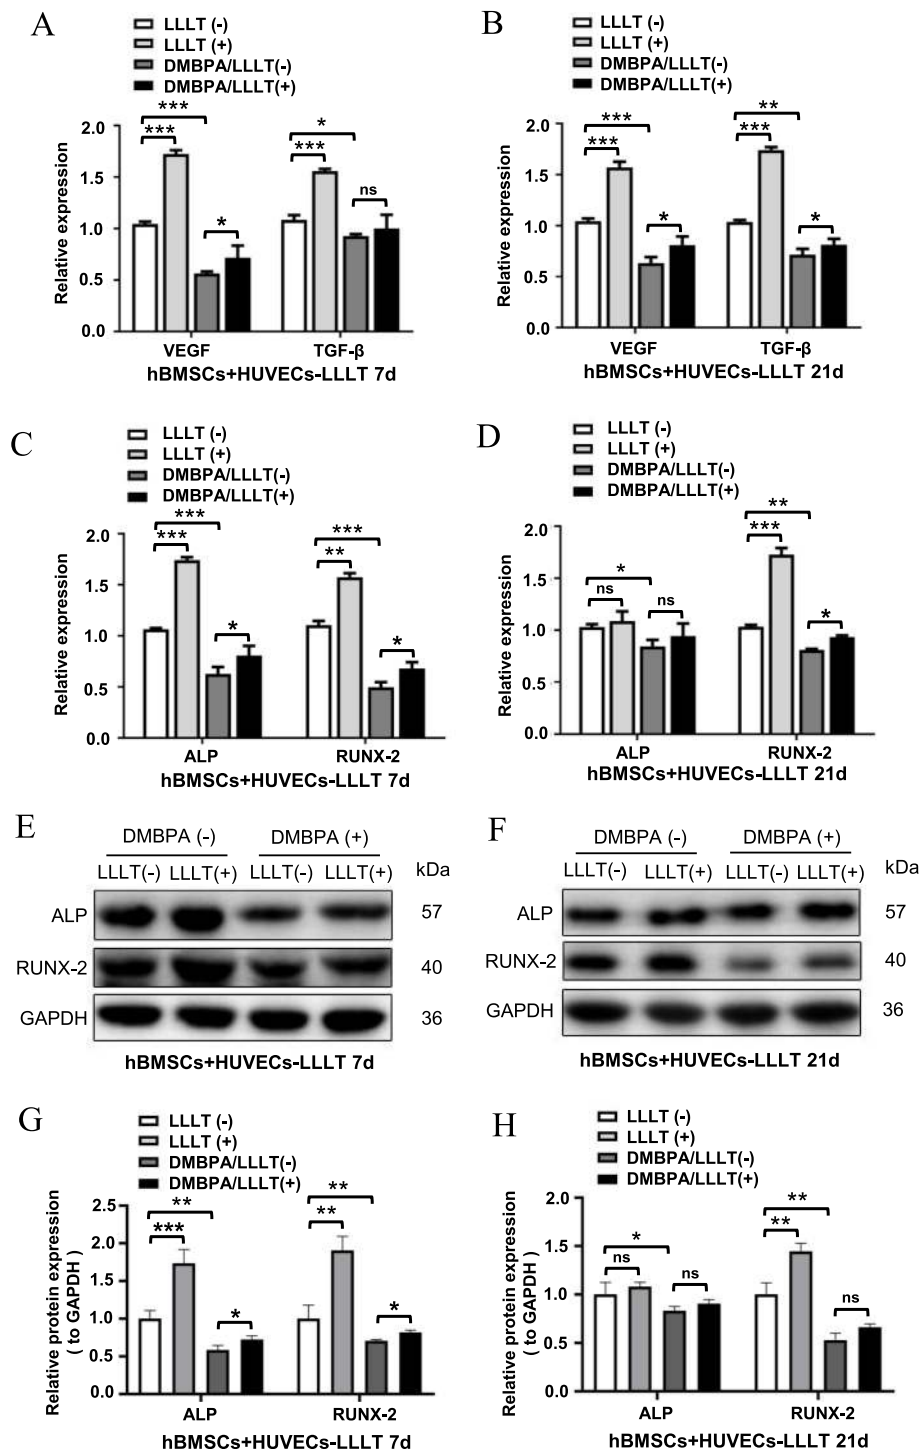 A
LLLT (-)
LLLT (+)
DMBPA/LLLT(-)
DMBPA/LLLT(+)
Relative expression
2.0
1.5
1.0
0.5
0.0
***
***
*
*
***
ns
VEGF
TGF-β
hBMSCs+HUVECs-LLLT 7d
B
LLLT (-)
LLLT (+)
DMBPA/LLLT(-)
DMBPA/LLLT(+)
Relative expression
2.0
1.5
1.0
0.5
0.0
***
***
*
**
***
*
VEGF
TGF-β
hBMSCs+HUVECs-LLLT 21d
C
LLLT (-)
LLLT (+)
DMBPA/LLLT(-)
DMBPA/LLLT(+)
Relative expression
2.0
1.5
1.0
0.5
0.0
***
***
*
***
**
*
ALP
RUNX-2
hBMSCs+HUVECs-LLLT 7d
D
LLLT (-)
LLLT (+)
DMBPA/LLLT(-)
DMBPA/LLLT(+)
Relative expression
2.0
1.5
1.0
0.5
0.0
*
ns
ns
**
***
*
ALP
RUNX-2
hBMSCs+HUVECs-LLLT 21d
E
DMBPA (-)
DMBPA (+)
LLLT(-)
LLLT(+)
LLLT(-)
LLLT(+)
kDa
ALP
57
RUNX-2
40
GAPDH
36
hBMSCs+HUVECs-LLLT 7d
F
DMBPA (-)
DMBPA (+)
LLLT(-)
LLLT(+)
LLLT(-)
LLLT(+)
kDa
ALP
57
RUNX-2
40
GAPDH
36
hBMSCs+HUVECs-LLLT 21d
G
LLLT (-)
LLLT (+)
DMBPA/LLLT(-)
DMBPA/LLLT(+)
Relative protein expression
( to GAPDH )
2.5
2.0
1.5
1.0
0.5
0.0
**
***
*
**
**
*
ALP
RUNX-2
hBMSCs+HUVECs-LLLT 7d
H
LLLT (-)
LLLT (+)
DMBPA/LLLT(-)
DMBPA/LLLT(+)
Relative protein expression
( to GAPDH )
2.0
1.5
1.0
0.5
0.0
*
ns
ns
**
**
ns
ALP
RUNX-2
hBMSCs+HUVECs-LLLT 21d